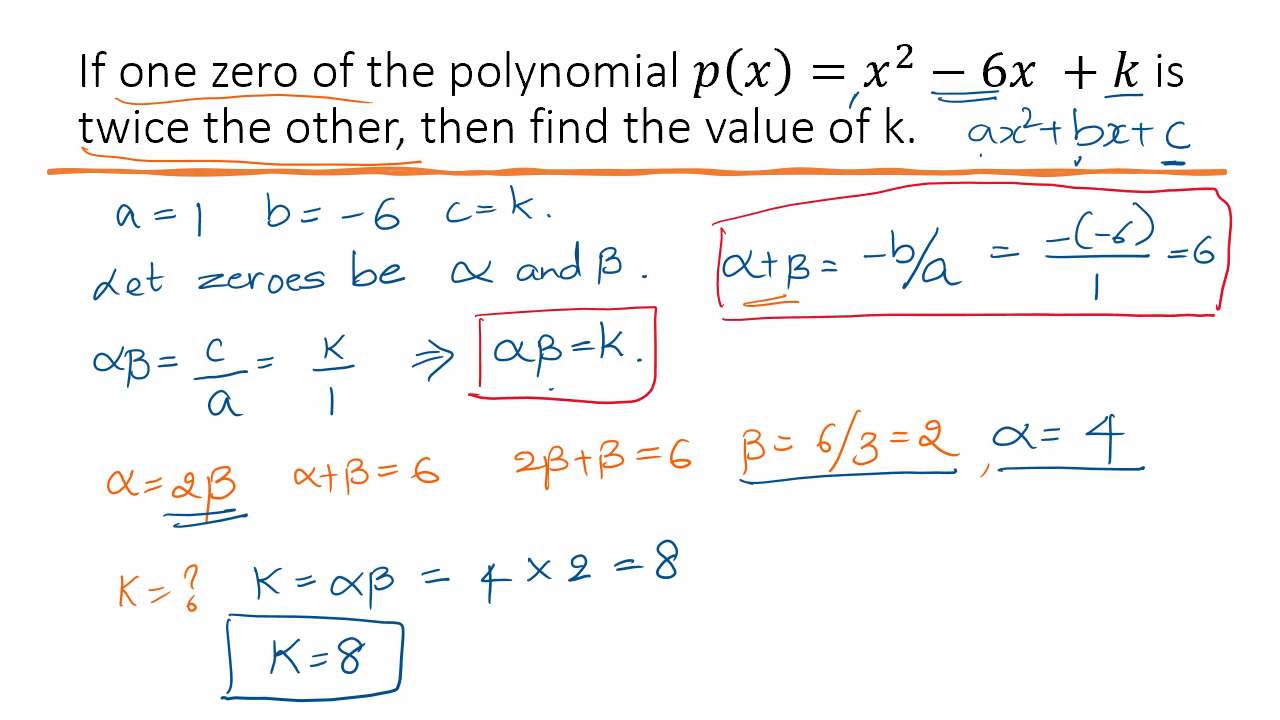 If one zero of the polynomial p(x) = x² − 6x + k is
twice the other, then find the value of k. ax²+bx+c
a = 1 b = -6 c = k.
Let zeroes be α and β. α+β = -b/a = -(-6)/1 = 6
αβ = c/a = K/1 ⇒ αβ = k.
α = 2β α+β = 6 2β+β = 6 β = 6/3 = 2, α = 4
K = ? K = αβ = 4 × 2 = 8
K = 8